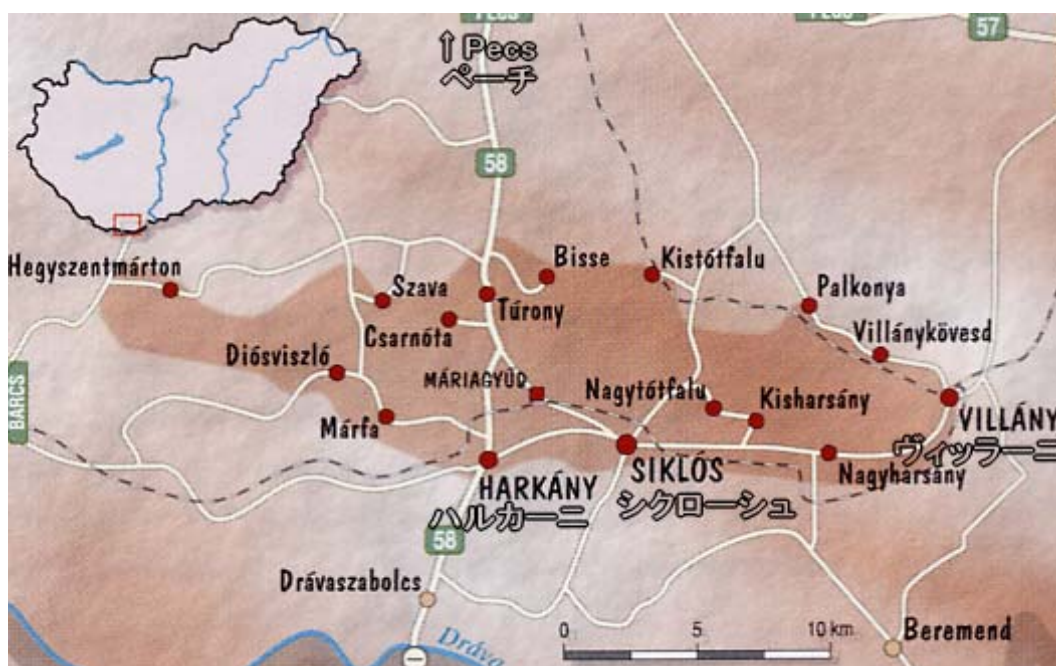 ↑ Pecs
ペーチ
57
58
Hegyszentmárton
Bisse
Kistótfalu
Szava
Túrony
Palkonya
Csarnóta
Villánykövesd
Diósviszló
MÁRIAGYŰD
Nagytótfalu
Kisharsány
BARCS
Márfa
VILLÁNY
ヴィッラーニ
SIKLÓS
シクローシュ
Nagyharsány
HARKÁNY
ハルカーニ
58
Drávaszabolcs
Dráva
0 5 10 km
Beremend